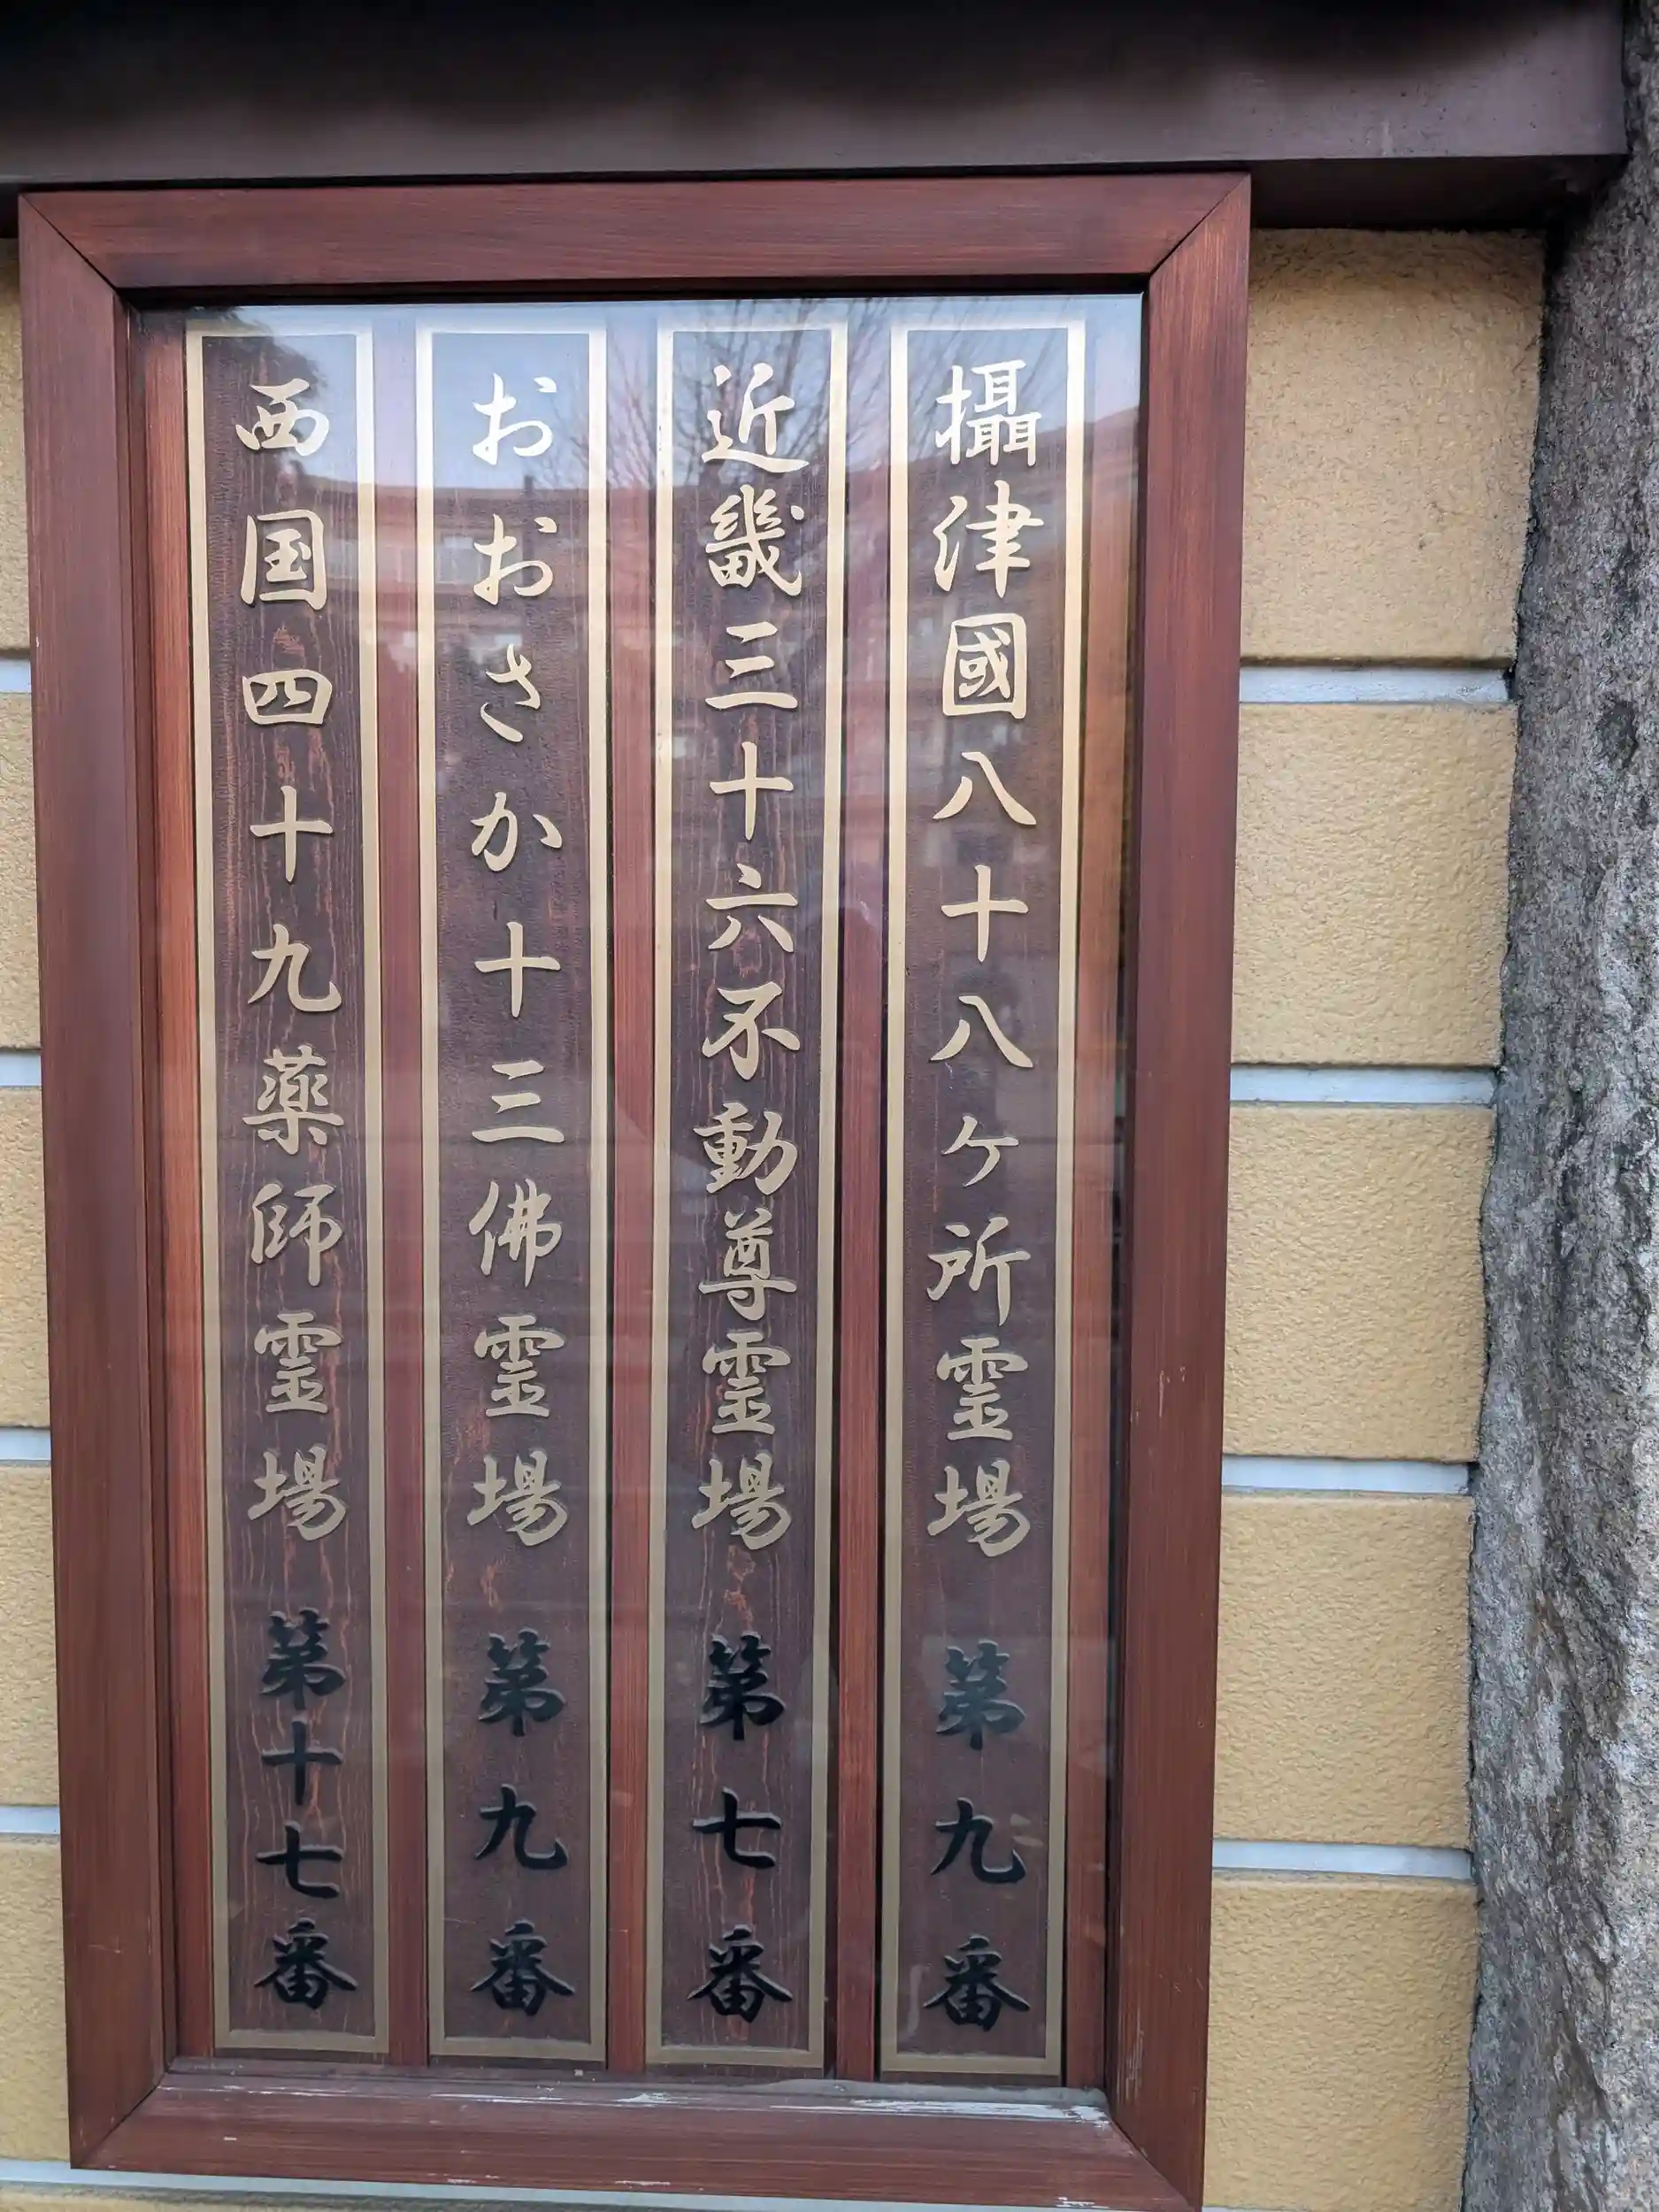 攝津國八十八ヶ所霊場 第九番
近畿三十六不動尊霊場 第七番
おおさか十三佛霊場 第九番
西国四十九薬師霊場 第十七番